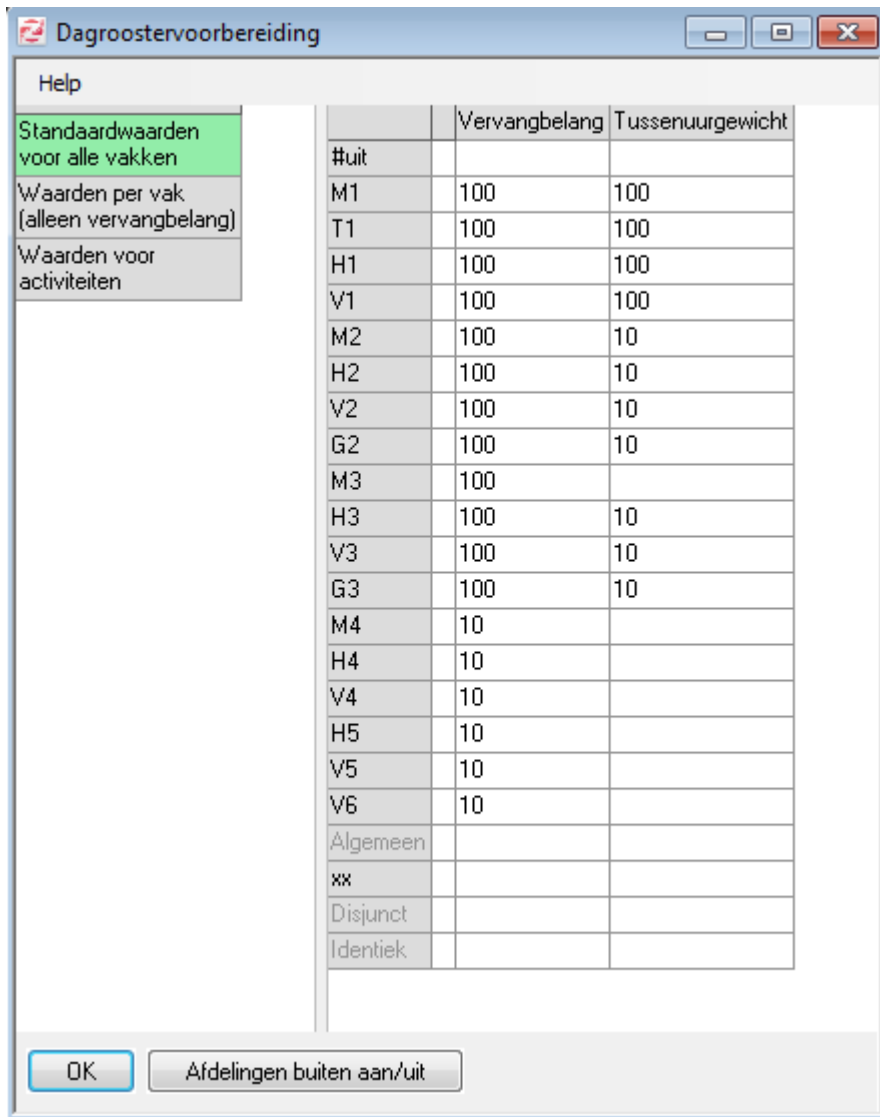 Dagroostervoorbereiding
Help
Standaardwaarden
voor alle vakken
Waarden per vak
(alleen vervangbelang)
Waarden voor
activiteiten
Vervangbelang Tussenuurgewicht
#uit
M1 100 100
T1 100 100
H1 100 100
V1 100 100
M2 100 10
H2 100 10
V2 100 10
G2 100 10
M3 100
H3 100 10
V3 100 10
G3 100 10
M4 10
H4 10
V4 10
H5 10
V5 10
V6 10
Algemeen
xx
Disjunct
Identiek
OK Afdelingen buiten aan/uit